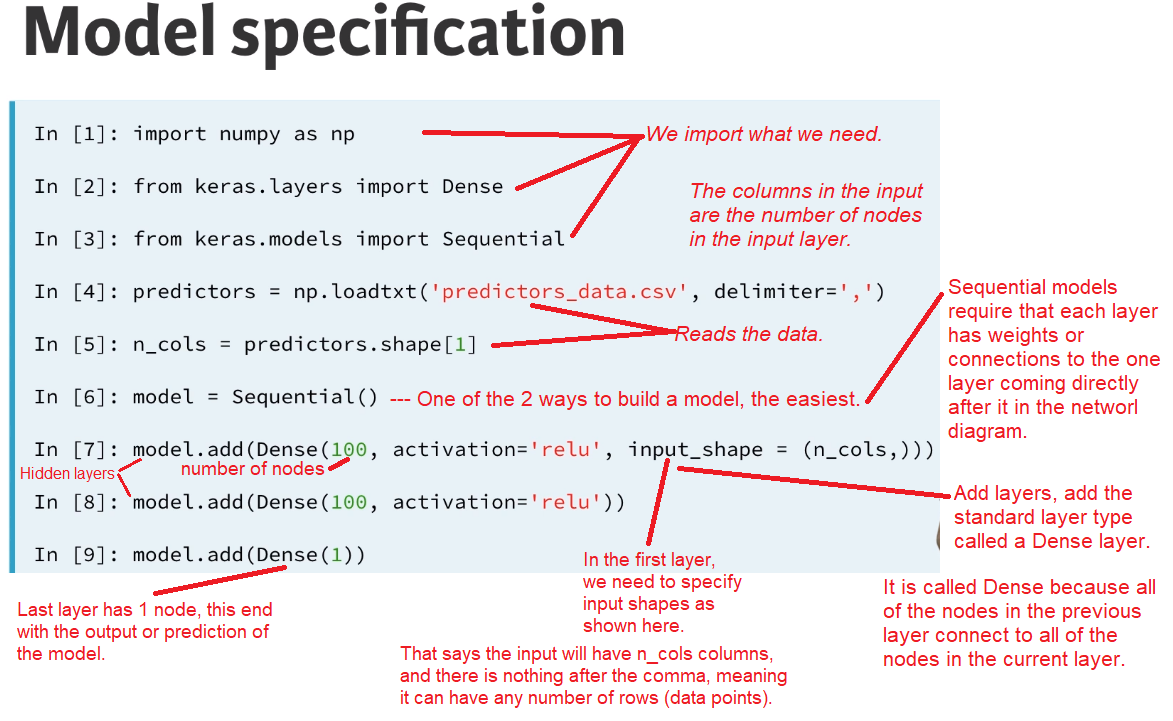 Model specification
In [1]: import numpy as np
We import what we need.
In [2]: from keras.layers import Dense
The columns in the input
are the number of nodes
in the input layer.
In [3]: from keras.models import Sequential
In [4]: predictors = np.loadtxt('predictors_data.csv', delimiter=',')
Reads the data.
In [5]: n_cols = predictors.shape[1]
In [6]: model = Sequential() --- One of the 2 ways to build a model, the easiest.
Sequential models
require that each layer
has weights or
connections to the one
layer coming directly
after it in the networl
diagram.
In [7]: model.add(Dense(100, activation='relu', input_shape = (n_cols,)))
Hidden layers
number of nodes
In [8]: model.add(Dense(100, activation='relu'))
Add layers, add the
standard layer type
called a Dense layer.
In [9]: model.add(Dense(1))
In the first layer,
we need to specify
input shapes as
shown here.
It is called Dense because all
of the nodes in the previous
layer connect to all of the
nodes in the current layer.
Last layer has 1 node, this end
with the output or prediction of
the model.
That says the input will have n_cols columns,
and there is nothing after the comma, meaning
it can have any number of rows (data points).